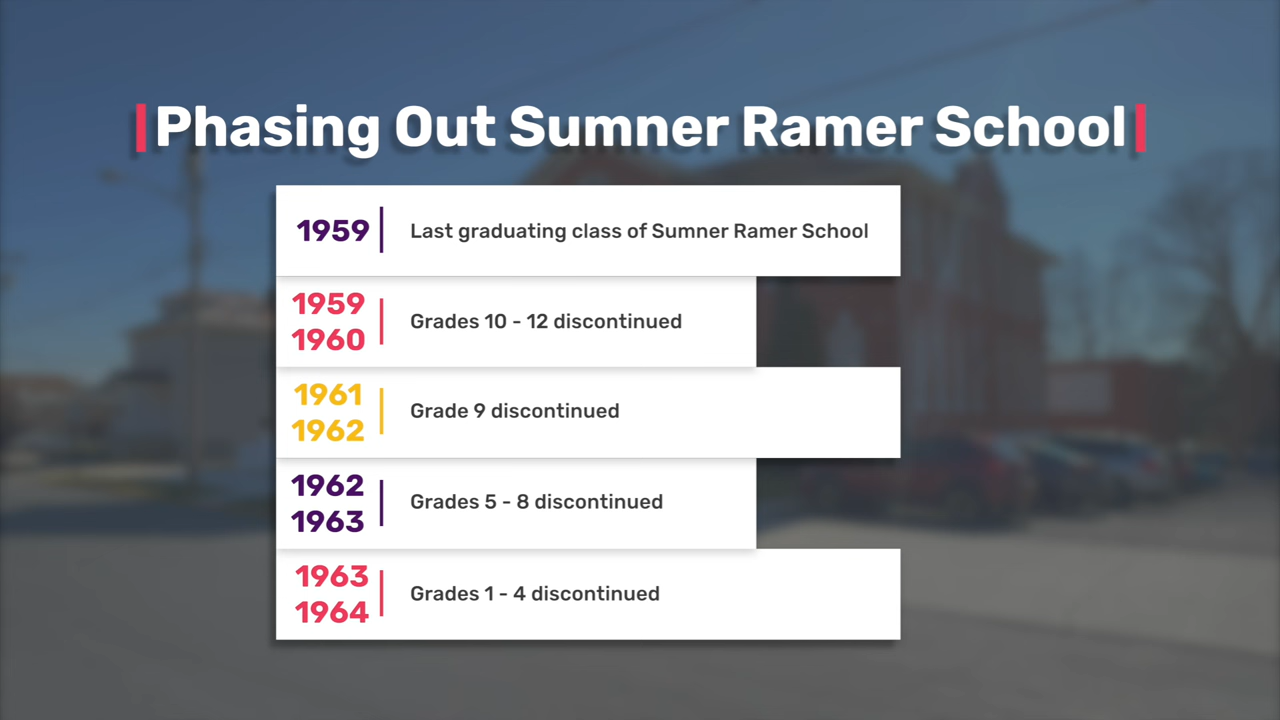 Phasing Out Sumner Ramer School
1959
Last graduating class of Sumner Ramer School
1959
1960
Grades 10 - 12 discontinued
1961
1962
Grade 9 discontinued
1962
1963
Grades 5 - 8 discontinued
1963
1964
Grades 1 - 4 discontinued